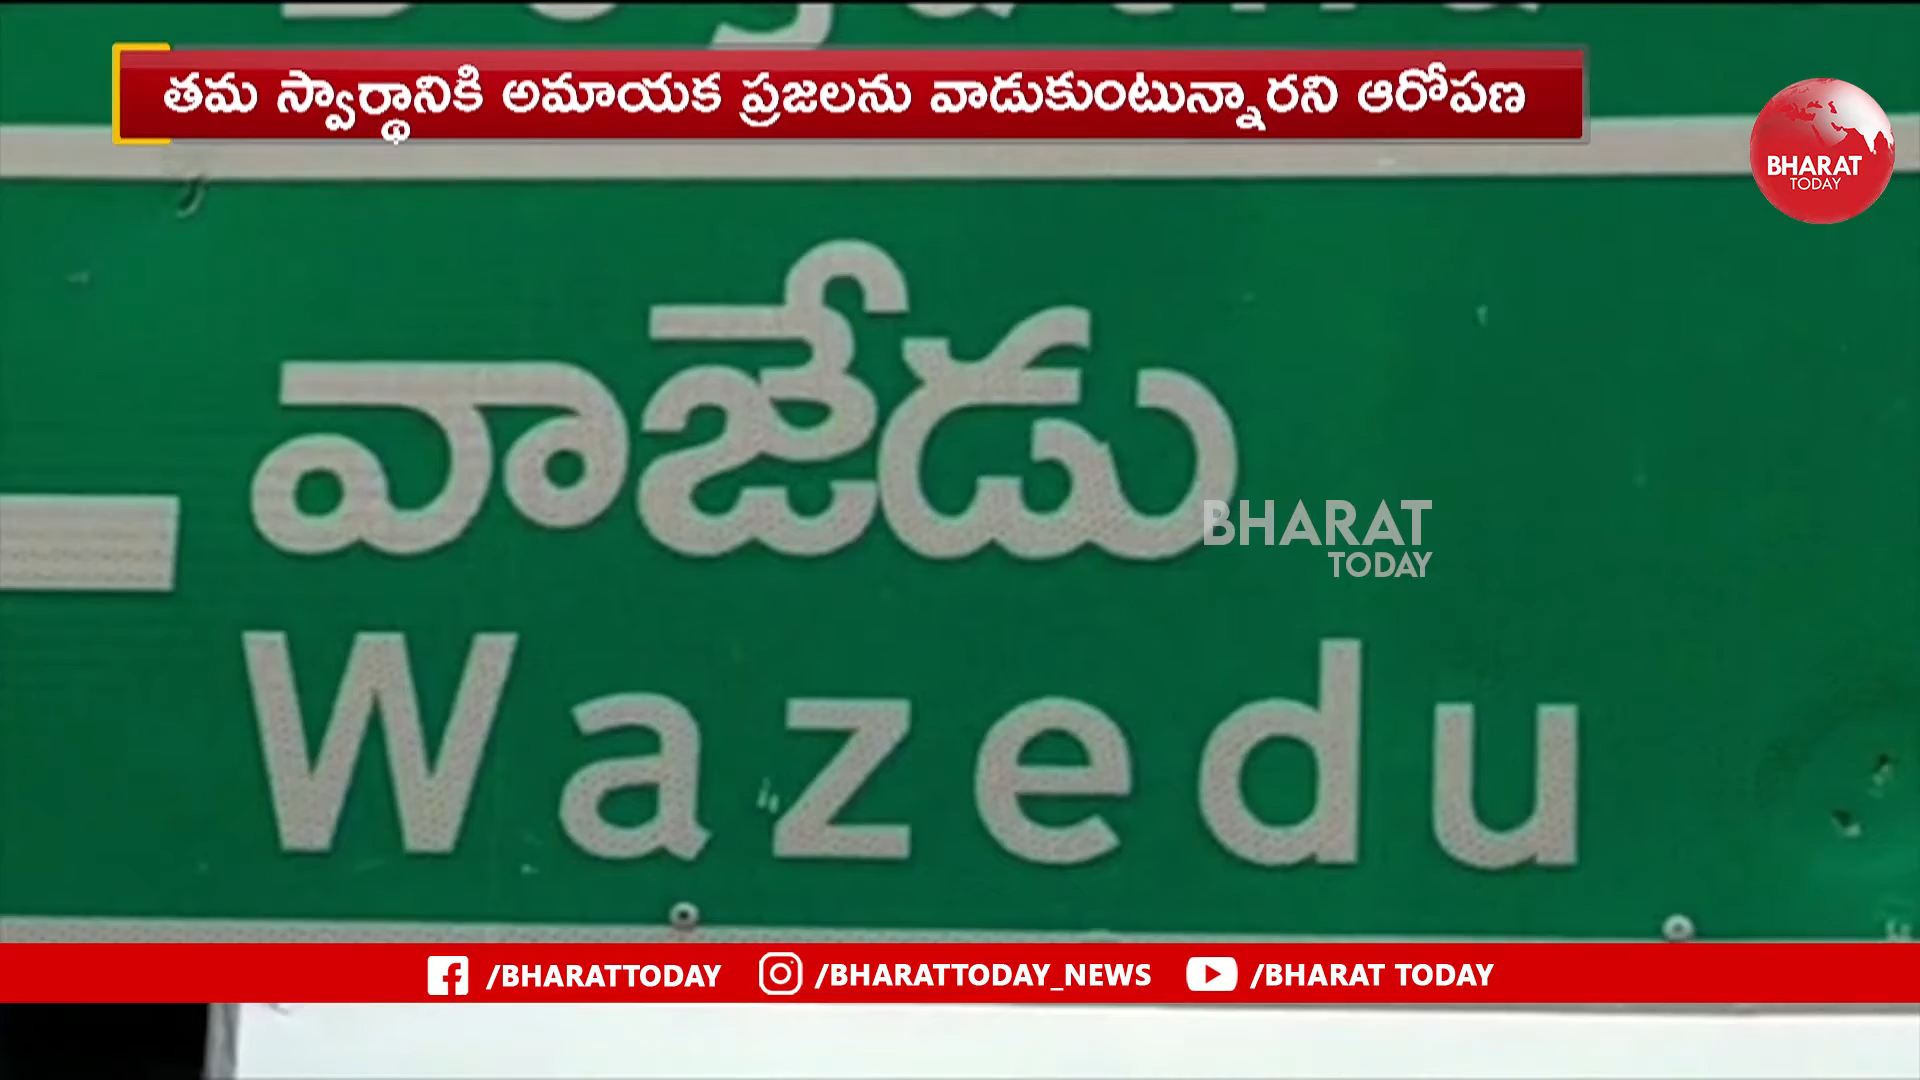 తమ స్వార్థానికి అమాయక ప్రజలను వాడుకుంటున్నారని ఆరోపణ
BHARAT
TODAY
వాజేడు
BHARAT
TODAY
Wazedu
/BHARATTODAY /BHARATTODAY_NEWS /BHARAT TODAY